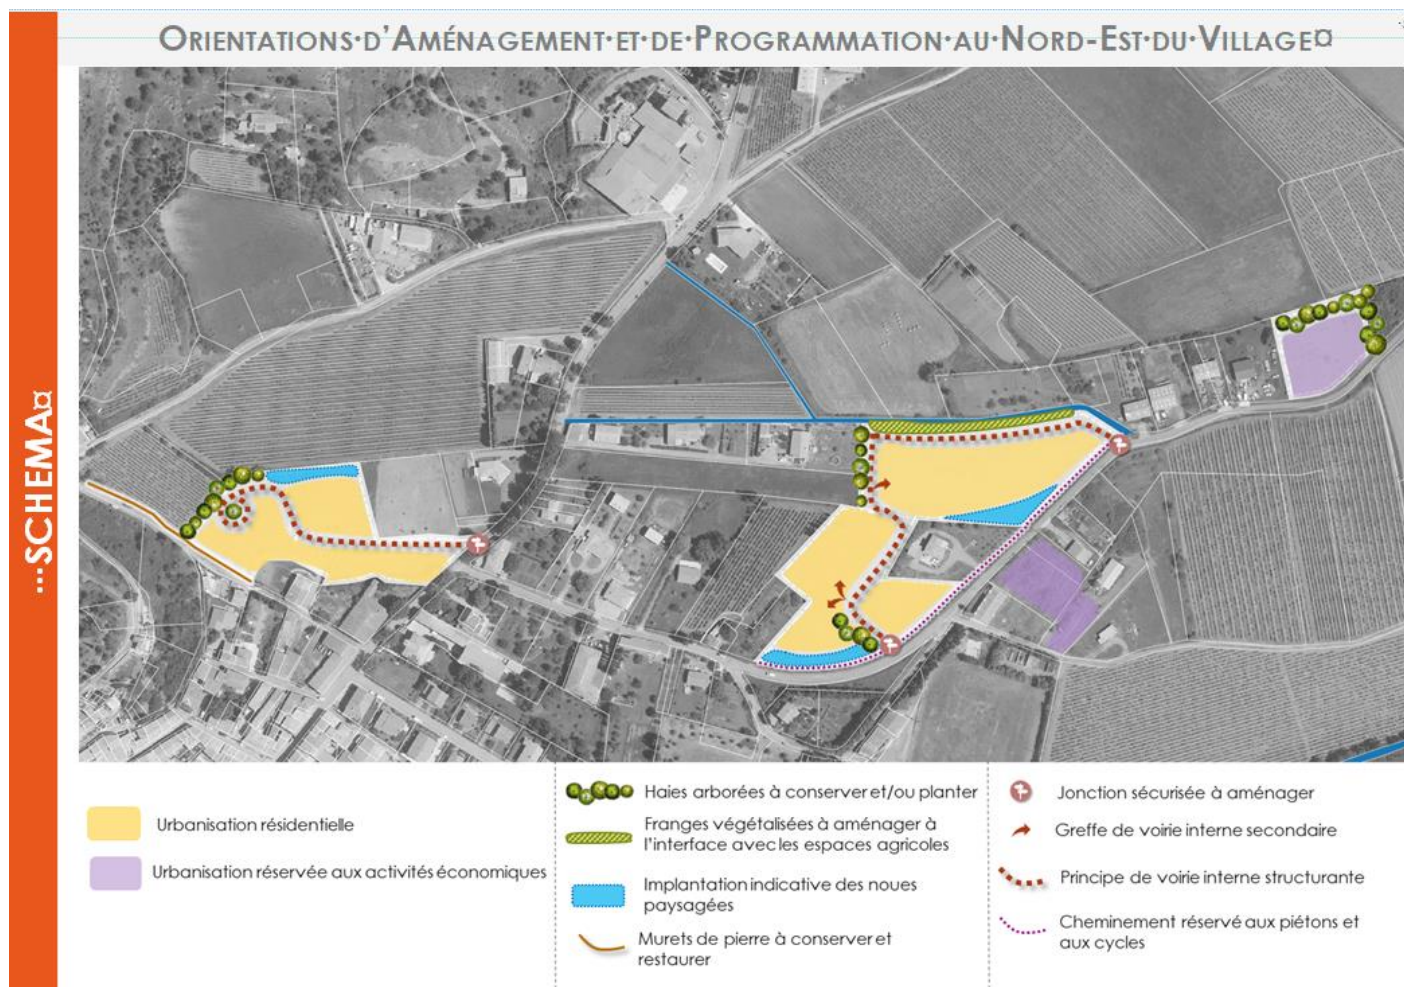 ORIENTATIONS·D'AMÉNAGEMENT·ET·DE·PROGRAMMATION·AU·NORD-EST·DU·VILLAGE¤
...SCHEMA¤
Urbanisation résidentielle
Urbanisation réservée aux activités économiques
Haies arborées à conserver et/ou planter
Franges végétalisées à aménager à
l'interface avec les espaces agricoles
Implantation indicative des noues
paysagées
Murets de pierre à conserver et
restaurer
Jonction sécurisée à aménager
Greffe de voirie interne secondaire
Principe de voirie interne structurante
Cheminement réservé aux piétons et
aux cycles